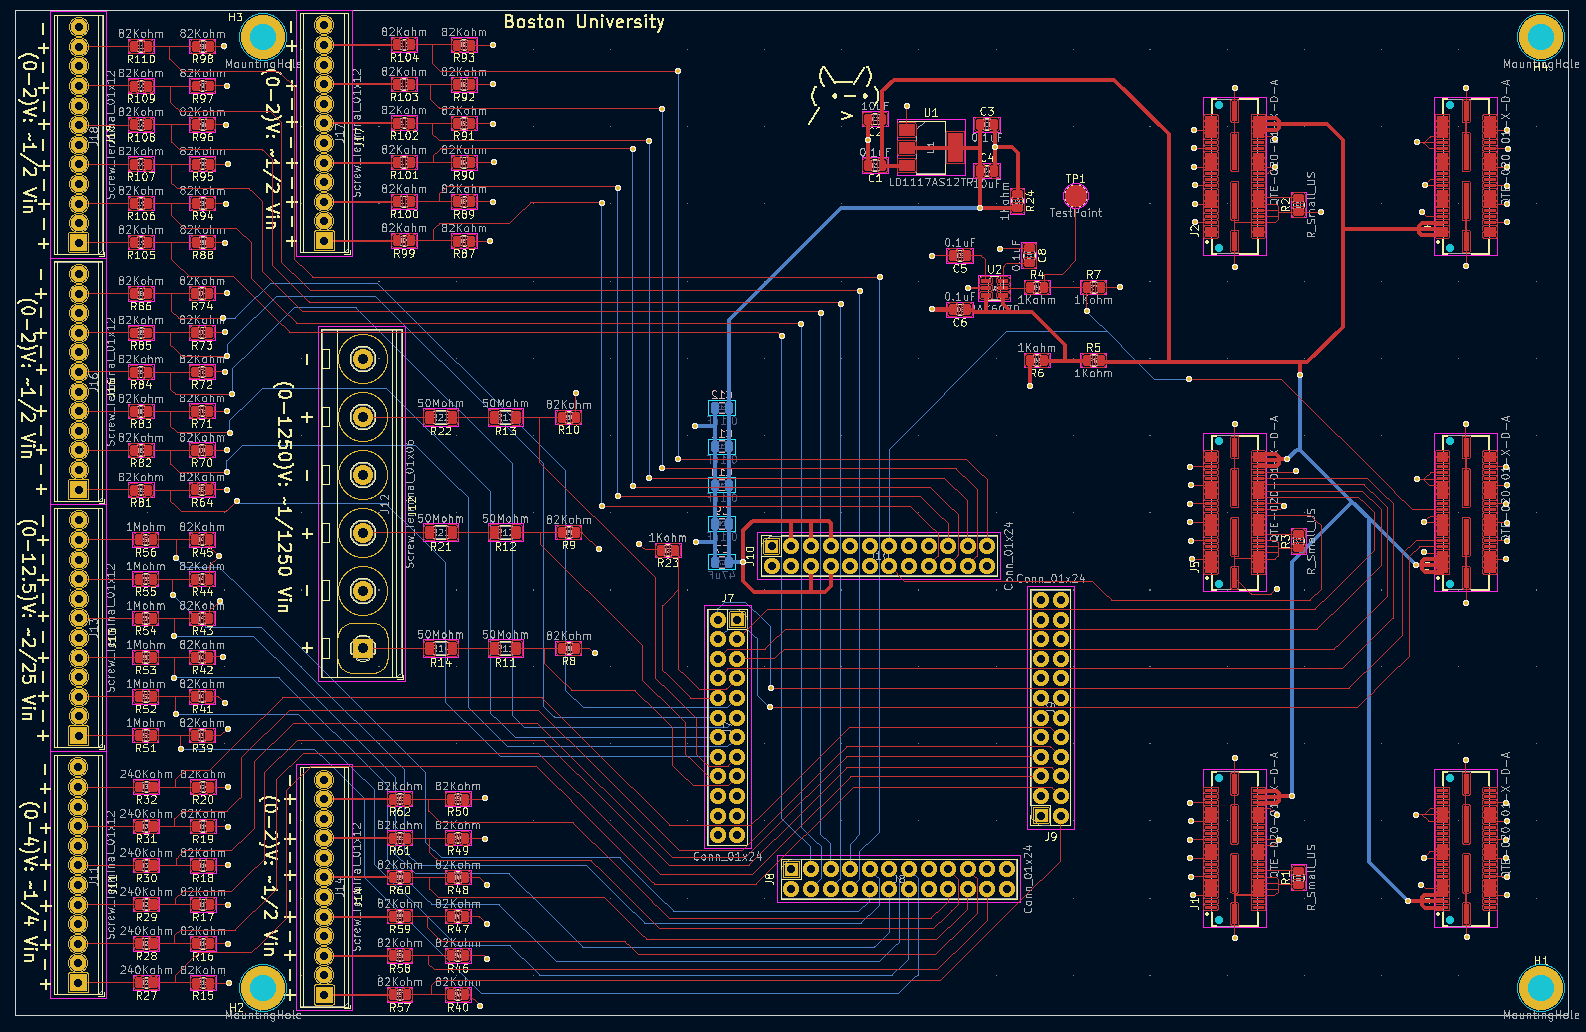 Boston University
H3
MountingHole
H4
MountingHole
82Kohm
R110
82Kohm
R98
82Kohm
R109
82Kohm
R97
82Kohm
R108
82Kohm
R96
82Kohm
R107
82Kohm
R95
82Kohm
R106
82Kohm
R94
82Kohm
R105
82Kohm
R88
(0-2)V: ~1/2 Vin
J18
Screw_Terminal_01x12
82Kohm
R104
82Kohm
R93
82Kohm
R103
82Kohm
R92
82Kohm
R102
82Kohm
R91
82Kohm
R101
82Kohm
R90
82Kohm
R100
82Kohm
R89
82Kohm
R99
82Kohm
R87
(0-2)V: ~1/2 Vin
J17
Screw_Terminal_01x12
10uF
0.1uF
C1
U1
LD1117AS12TR
C3
0.1uF
C4
10uF
1Kohm
R24
TP1
TestPoint
0.1uF
C5
0.1uF
C8
U2
0.1uF
C6
R4
1Kohm
R7
1Kohm
1Kohm
R6
R5
1Kohm
J2
QTE-020-01-X-D-A
R2
R_Small_US
QTE-020-01-X-D-A
82Kohm
R86
82Kohm
R74
82Kohm
R85
82Kohm
R73
82Kohm
R84
82Kohm
R72
82Kohm
R83
82Kohm
R71
82Kohm
R82
82Kohm
R70
82Kohm
R81
82Kohm
R64
(0-2)V: ~1/2 Vin
J16
Screw_Terminal_01x12
(0-1250)V: ~1/1250 Vin
J12
Screw_Terminal_01x06
50Mohm
R22
50Mohm
R13
82Kohm
R10
50Mohm
R21
50Mohm
R12
82Kohm
R9
50Mohm
R14
50Mohm
R11
82Kohm
R8
1Kohm
R23
J10
Conn_01x24
J7
Conn_01x24
Conn_01x24
J9
J8
Conn_01x24
J5
QTE-020-01-X-D-A
R3
R_Small_US
QTE-020-01-X-D-A
1Mohm
R56
82Kohm
R45
1Mohm
R55
82Kohm
R44
1Mohm
R54
82Kohm
R43
1Mohm
R53
82Kohm
R42
1Mohm
R52
82Kohm
R41
1Mohm
R51
82Kohm
R39
(0-12.5)V: ~2/25 Vin
J13
Screw_Terminal_01x12
240Kohm
R32
82Kohm
R20
240Kohm
R31
82Kohm
R19
240Kohm
R30
82Kohm
R18
240Kohm
R29
82Kohm
R17
240Kohm
R28
82Kohm
R16
240Kohm
R27
82Kohm
R15
(0-4)V: ~1/4 Vin
J11
Screw_Terminal_01x12
82Kohm
R62
82Kohm
R50
82Kohm
R61
82Kohm
R49
82Kohm
R60
82Kohm
R48
82Kohm
R59
82Kohm
R47
82Kohm
R58
82Kohm
R46
82Kohm
R57
82Kohm
R40
(0-2)V: ~1/2 Vin
J14
Screw_Terminal_01x12
J1
QTE-020-01-X-D-A
R1
R_Small_US
QTE-020-01-X-D-A
H2
MountingHole
H1
MountingHole